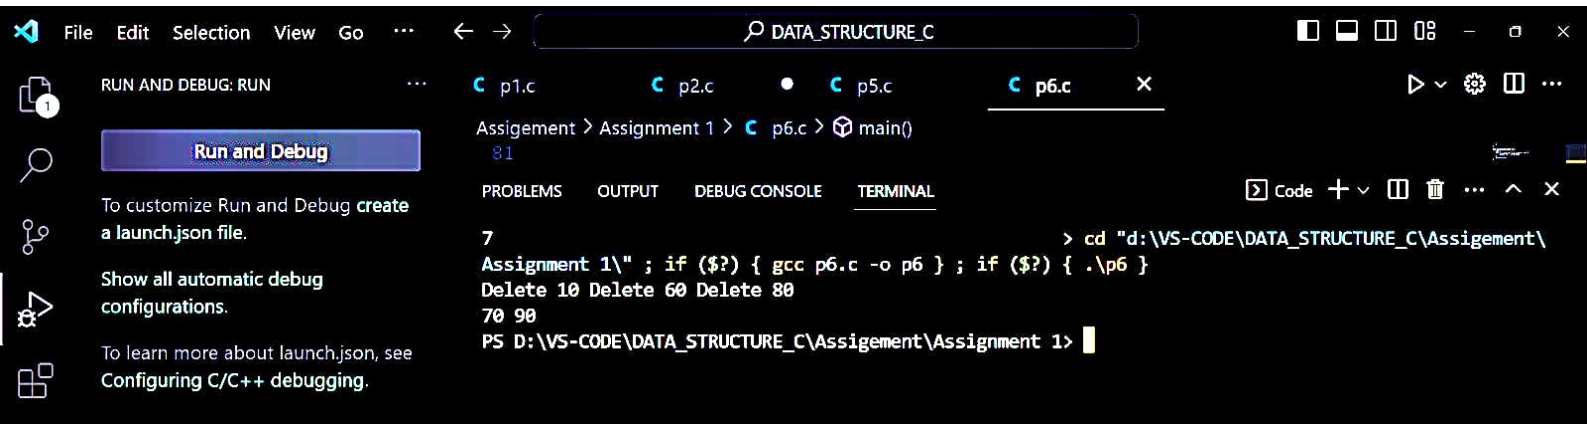 File Edit Selection View Go ··· ← → DATA_STRUCTURE_C
RUN AND DEBUG: RUN ···
C p1.c C p2.c C p5.c C p6.c
1
Assigement > Assignment 1 > C p6.c > main()
Run and Debug
81
PROBLEMS OUTPUT DEBUG CONSOLE TERMINAL
Code
To customize Run and Debug create
a launch.json file.
Show all automatic debug
configurations.
To learn more about launch.json, see
Configuring C/C++ debugging.
7 > cd "d:\VS-CODE\DATA_STRUCTURE_C\Assigement\
Assignment 1\" ; if ($?) { gcc p6.c -o p6 } ; if ($?) { .\p6 }
Delete 10 Delete 60 Delete 80
70 90
PS D:\VS-CODE\DATA_STRUCTURE_C\Assigement\Assignment 1>